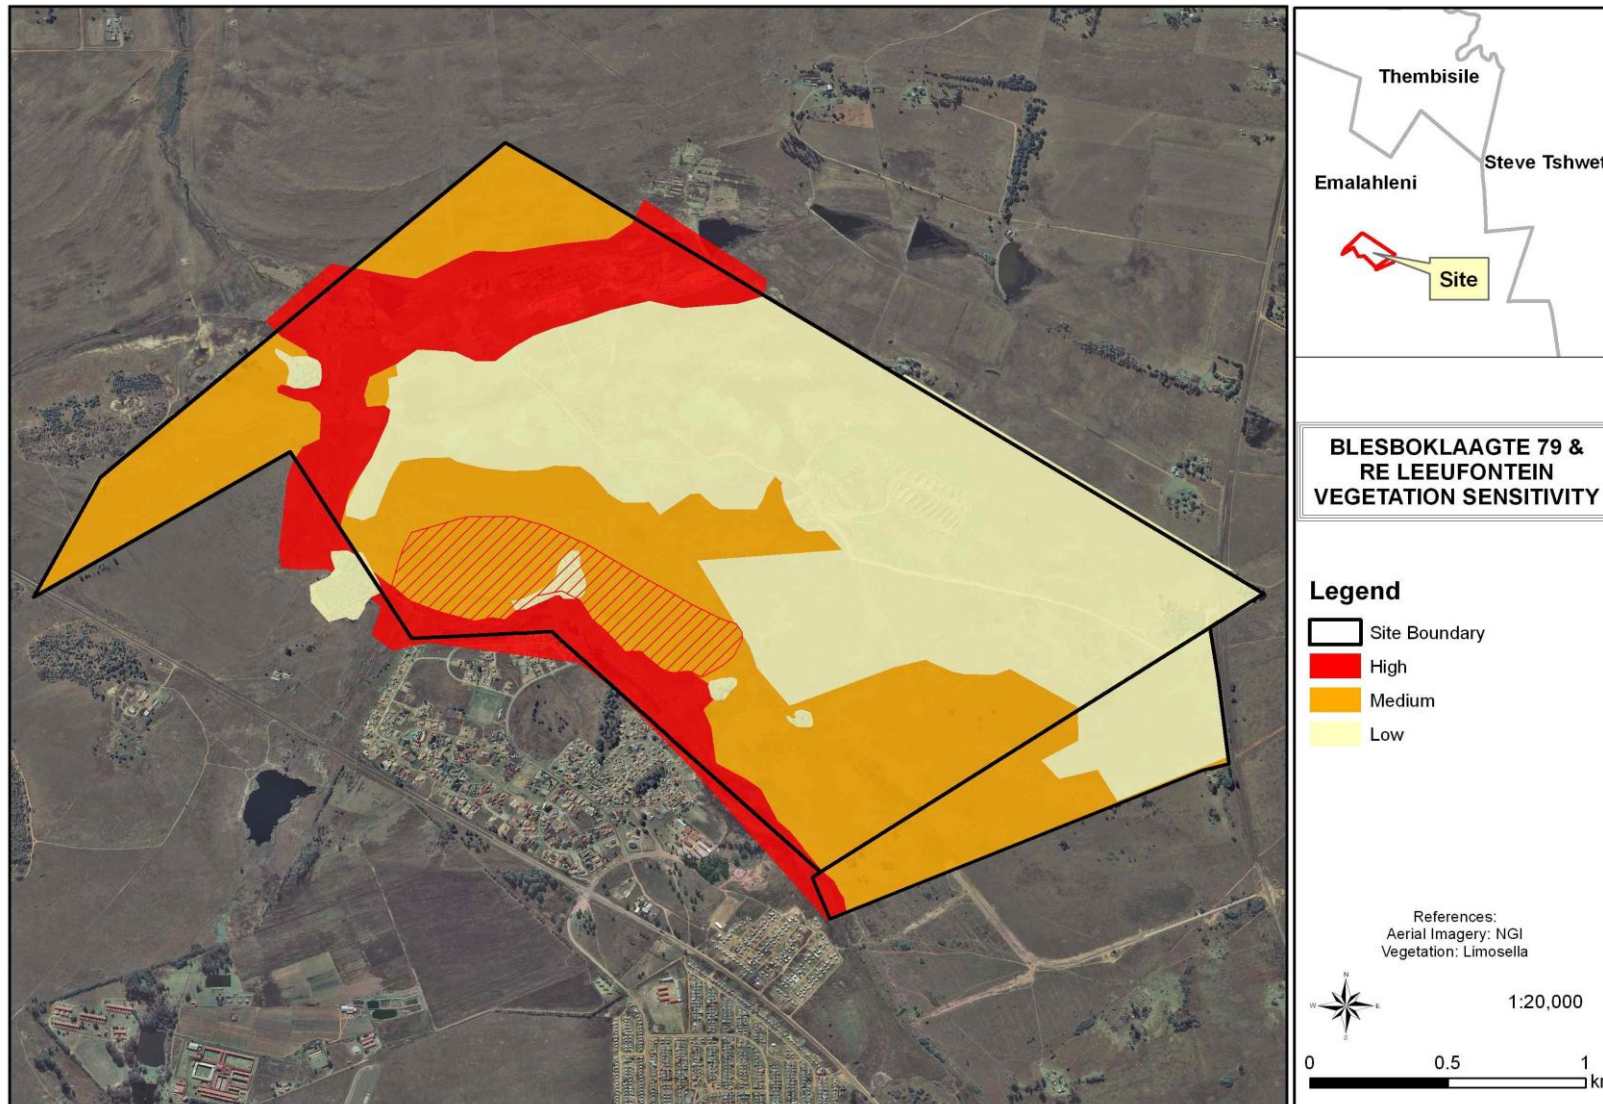 Thembisile
Steve Tshwet
Emalahleni
Site
BLESBOKLAAGTE 79 &
RE LEEUFONTEIN
VEGETATION SENSITIVITY
Legend
Site Boundary
High
Medium
Low
References:
Aerial Imagery: NGI
Vegetation: Limosella
N
W E
S
1:20,000
0 0.5 1
km